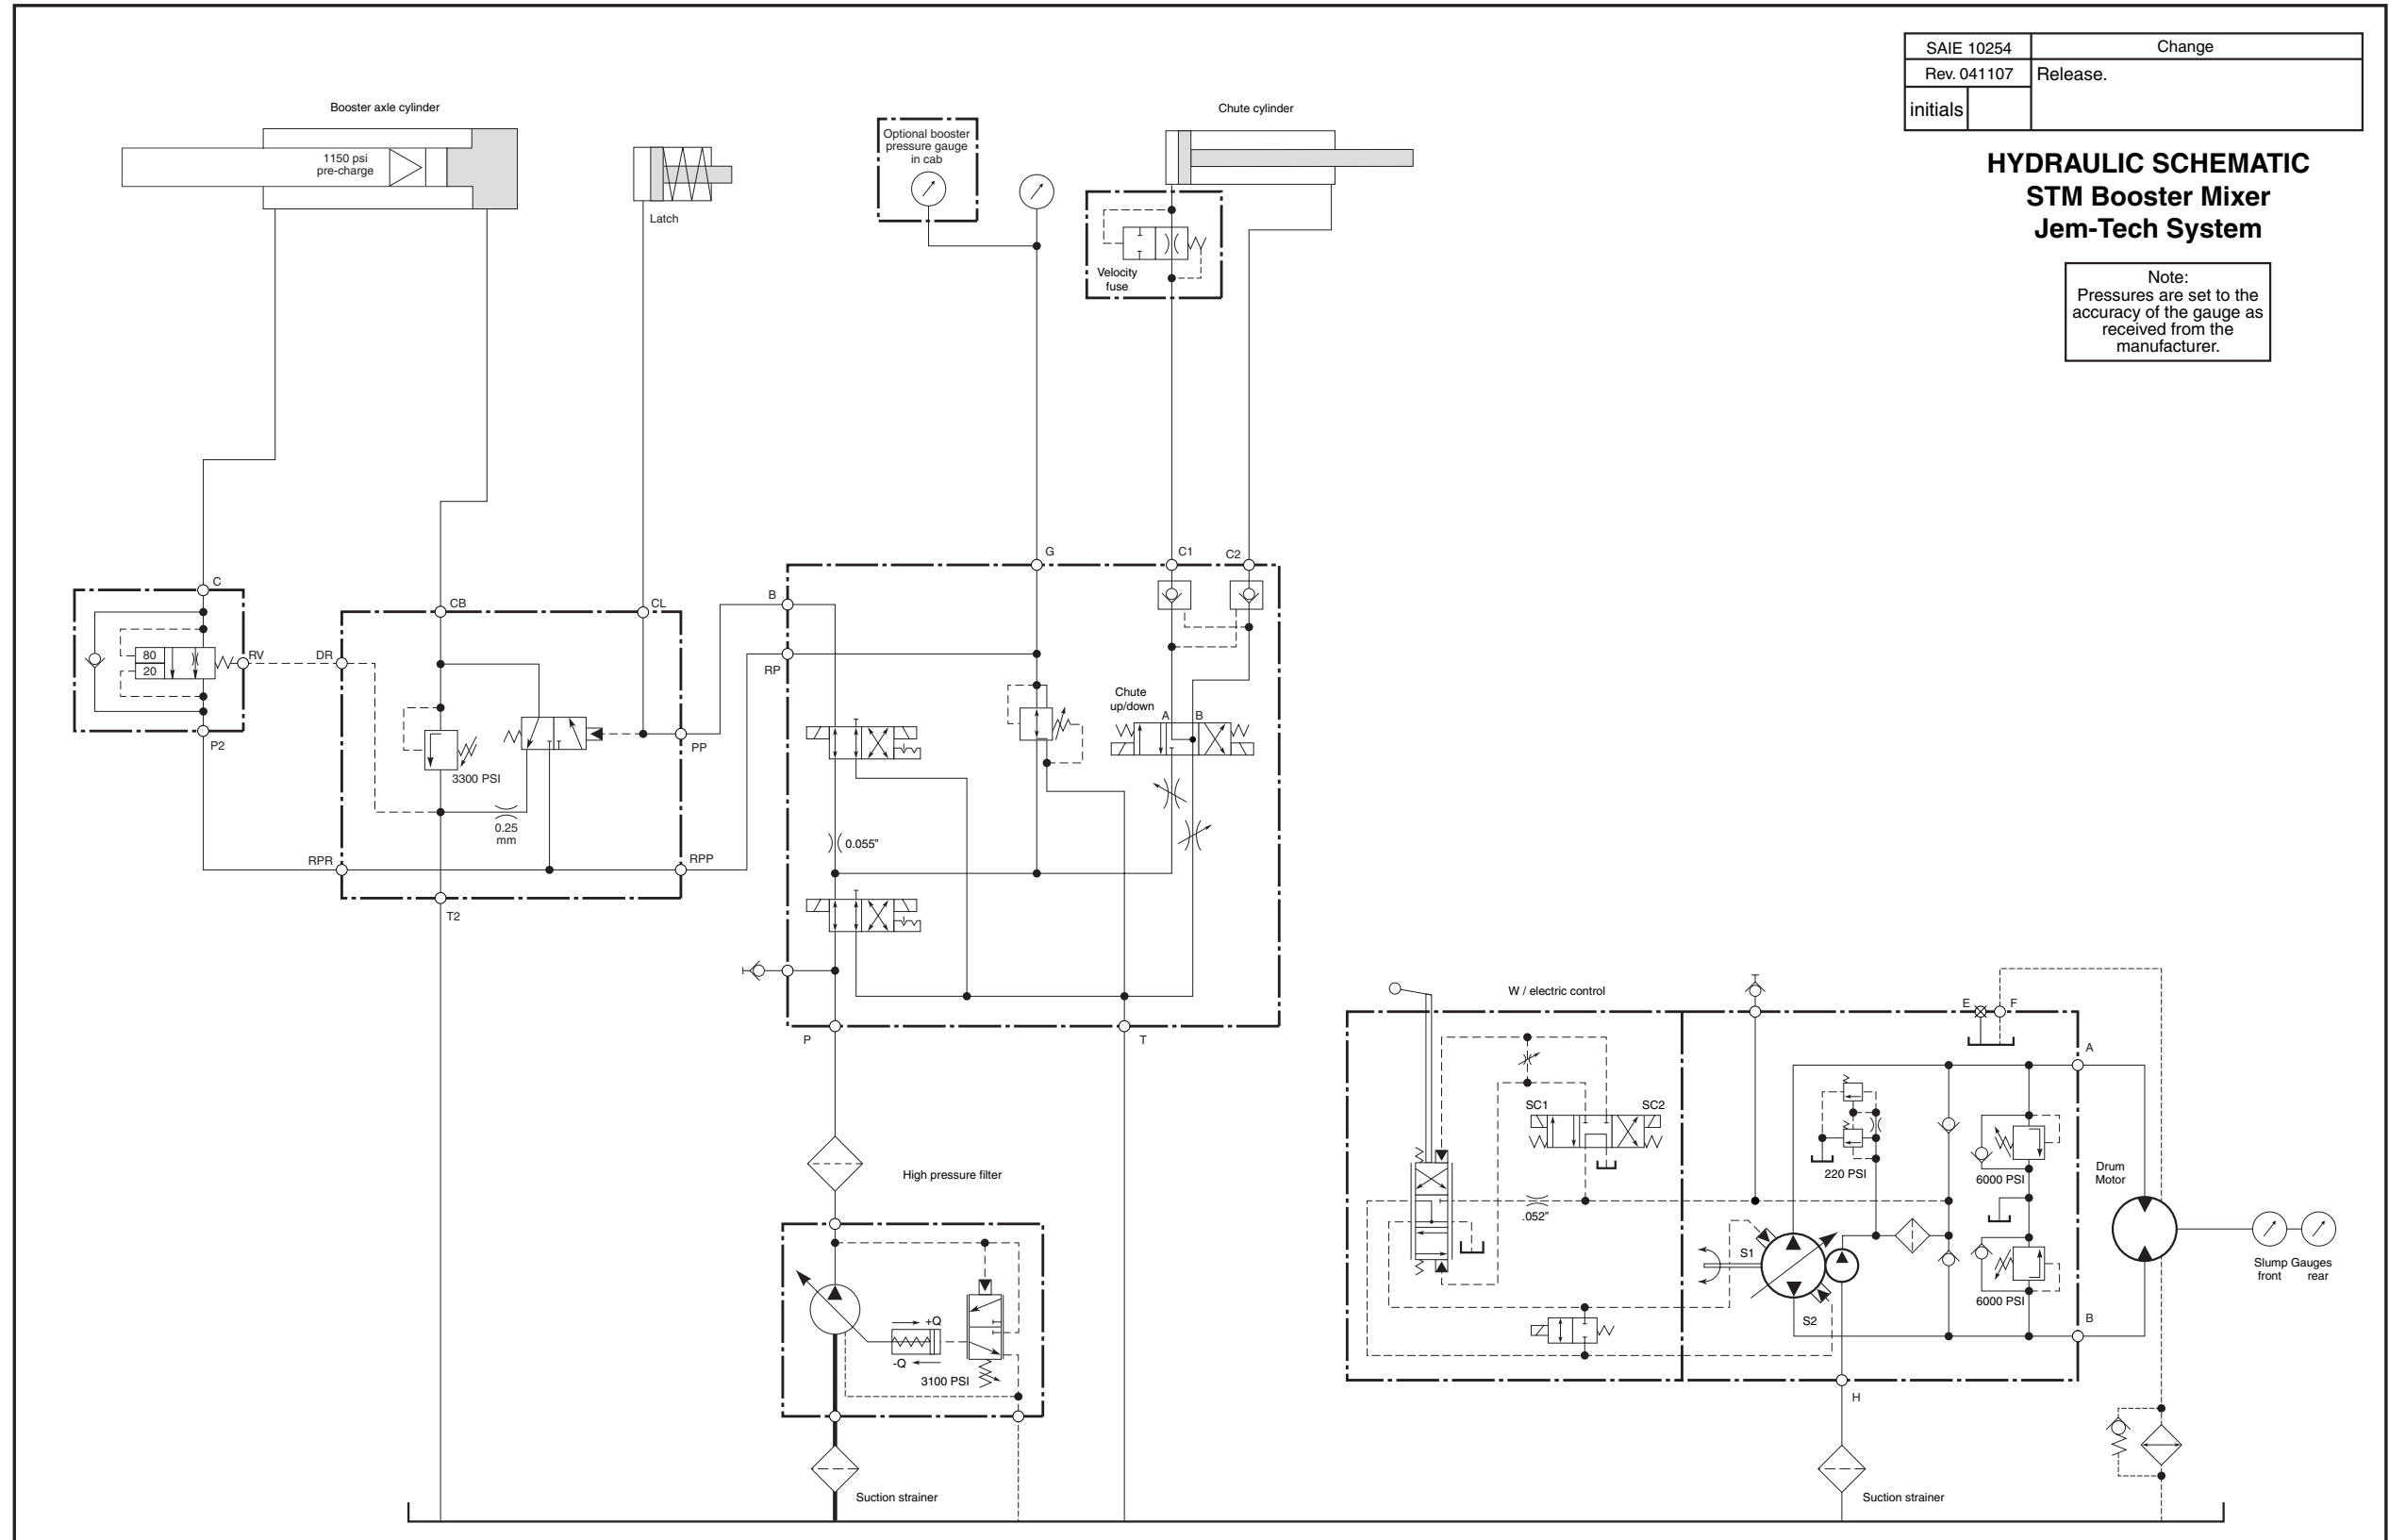 SAIE 10254
Change
Rev. 041107
Release.
initials
HYDRAULIC SCHEMATIC
STM Booster Mixer
Jem-Tech System
Note:
Pressures are set to the
accuracy of the gauge as
received from the
manufacturer.
Booster axle cylinder
1150 psi
pre-charge
Latch
Optional booster
pressure gauge
in cab
Chute cylinder
Velocity
fuse
G
C1
C2
C
CB
CL
B
80
20
RV
DR
RP
P2
PP
3300 PSI
0.25
mm
Chute
up/down
A
B
0.055"
RPR
RPP
T2
P
T
High pressure filter
+Q
-Q
3100 PSI
Suction strainer
W / electric control
E
F
A
SC1
SC2
220 PSI
6000 PSI
Drum
Motor
.052"
S1
S2
6000 PSI
B
H
Slump Gauges
front rear
Suction strainer